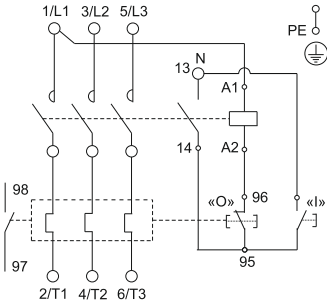 1/L1 3/L2 5/L3
PE
N
13
A1
14
A2
98
«O» 96 «I»
97
95
2/T1 4/T2 6/T3